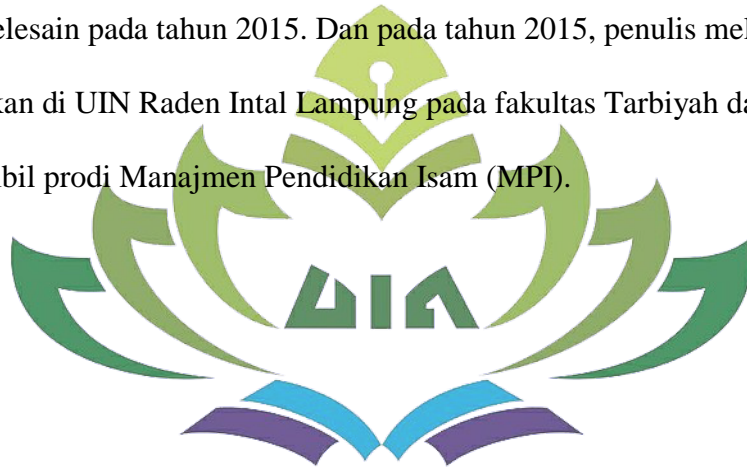 elesain pada tahun 2015. Dan pada tahun 2015, penulis mel
kan di UIN Raden Intal Lampung pada fakultas Tarbiyah da
bil prodi Manajmen Pendidikan Isam (MPI).
UIN